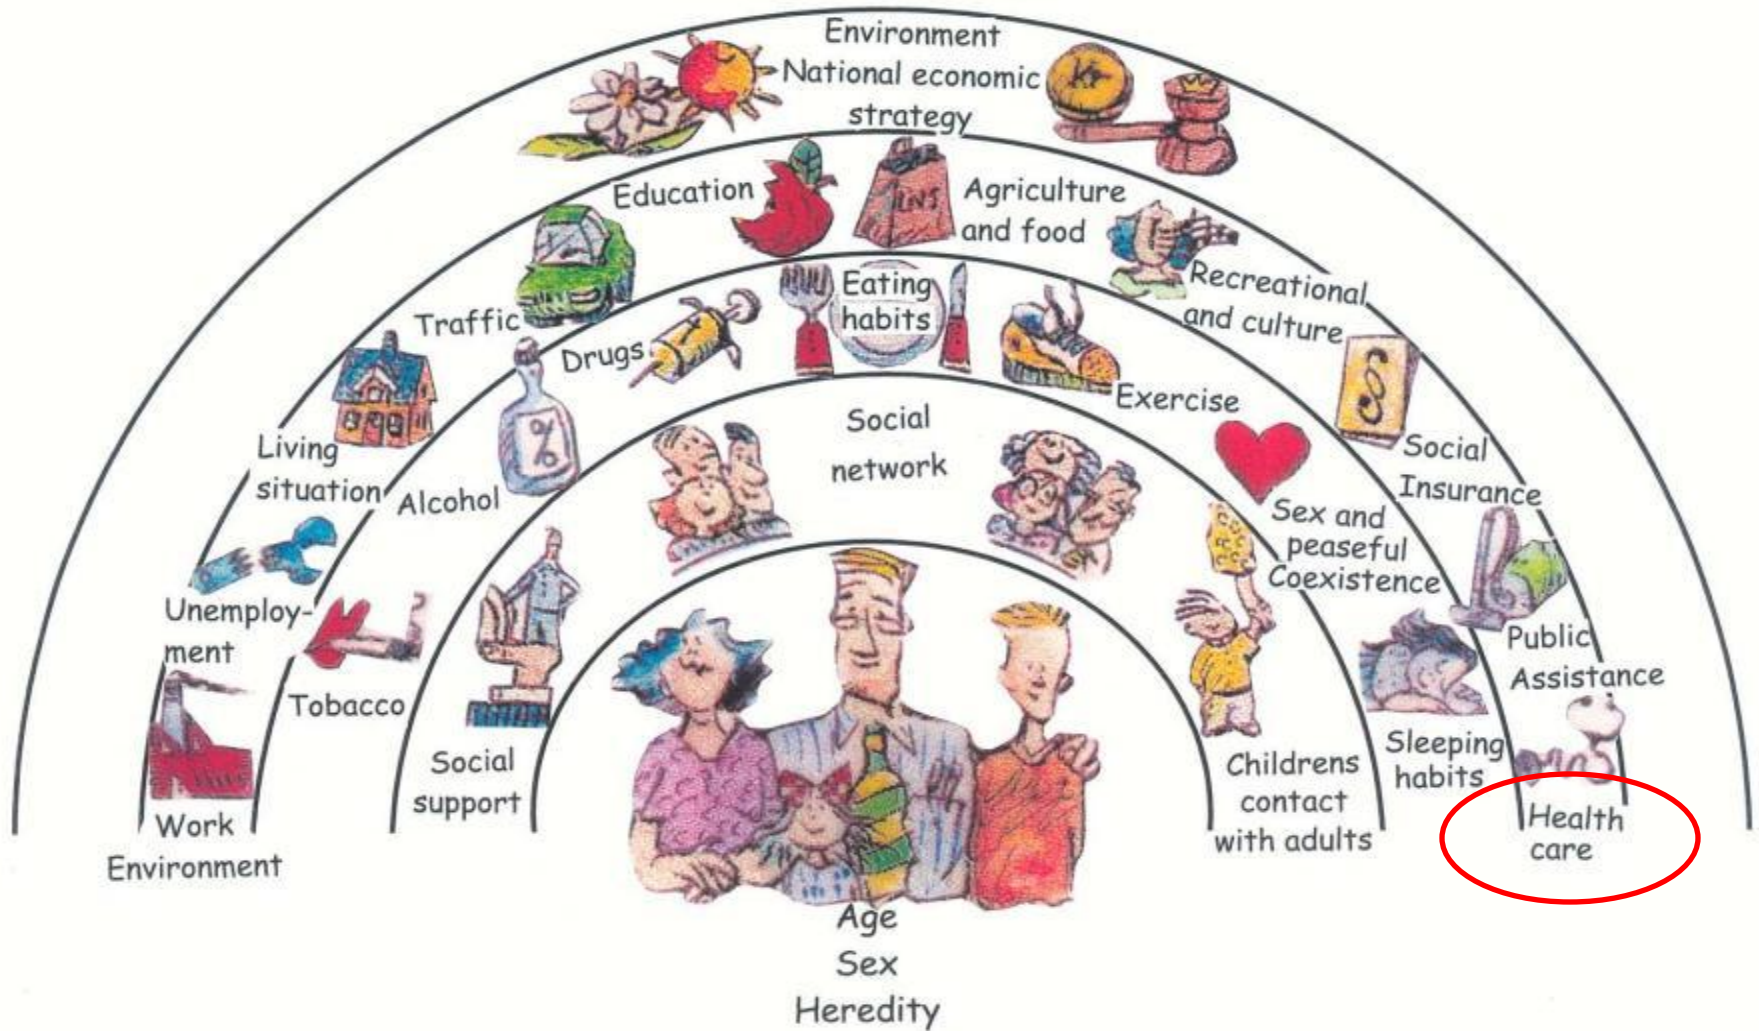 Environment
National economic
strategy
kr
Education
Agriculture
and food
Traffic
Recreational
and culture
Living
situation
Social
Insurance
Unemploy-
ment
Public
Assistance
Work
Environment
Health
care
Drugs
Eating
habits
Exercise
Alcohol
%
Sex and
peaseful
Coexistence
Tobacco
Sleeping
habits
Social
network
Social
support
Childrens
contact
with adults
Age
Sex
Heredity